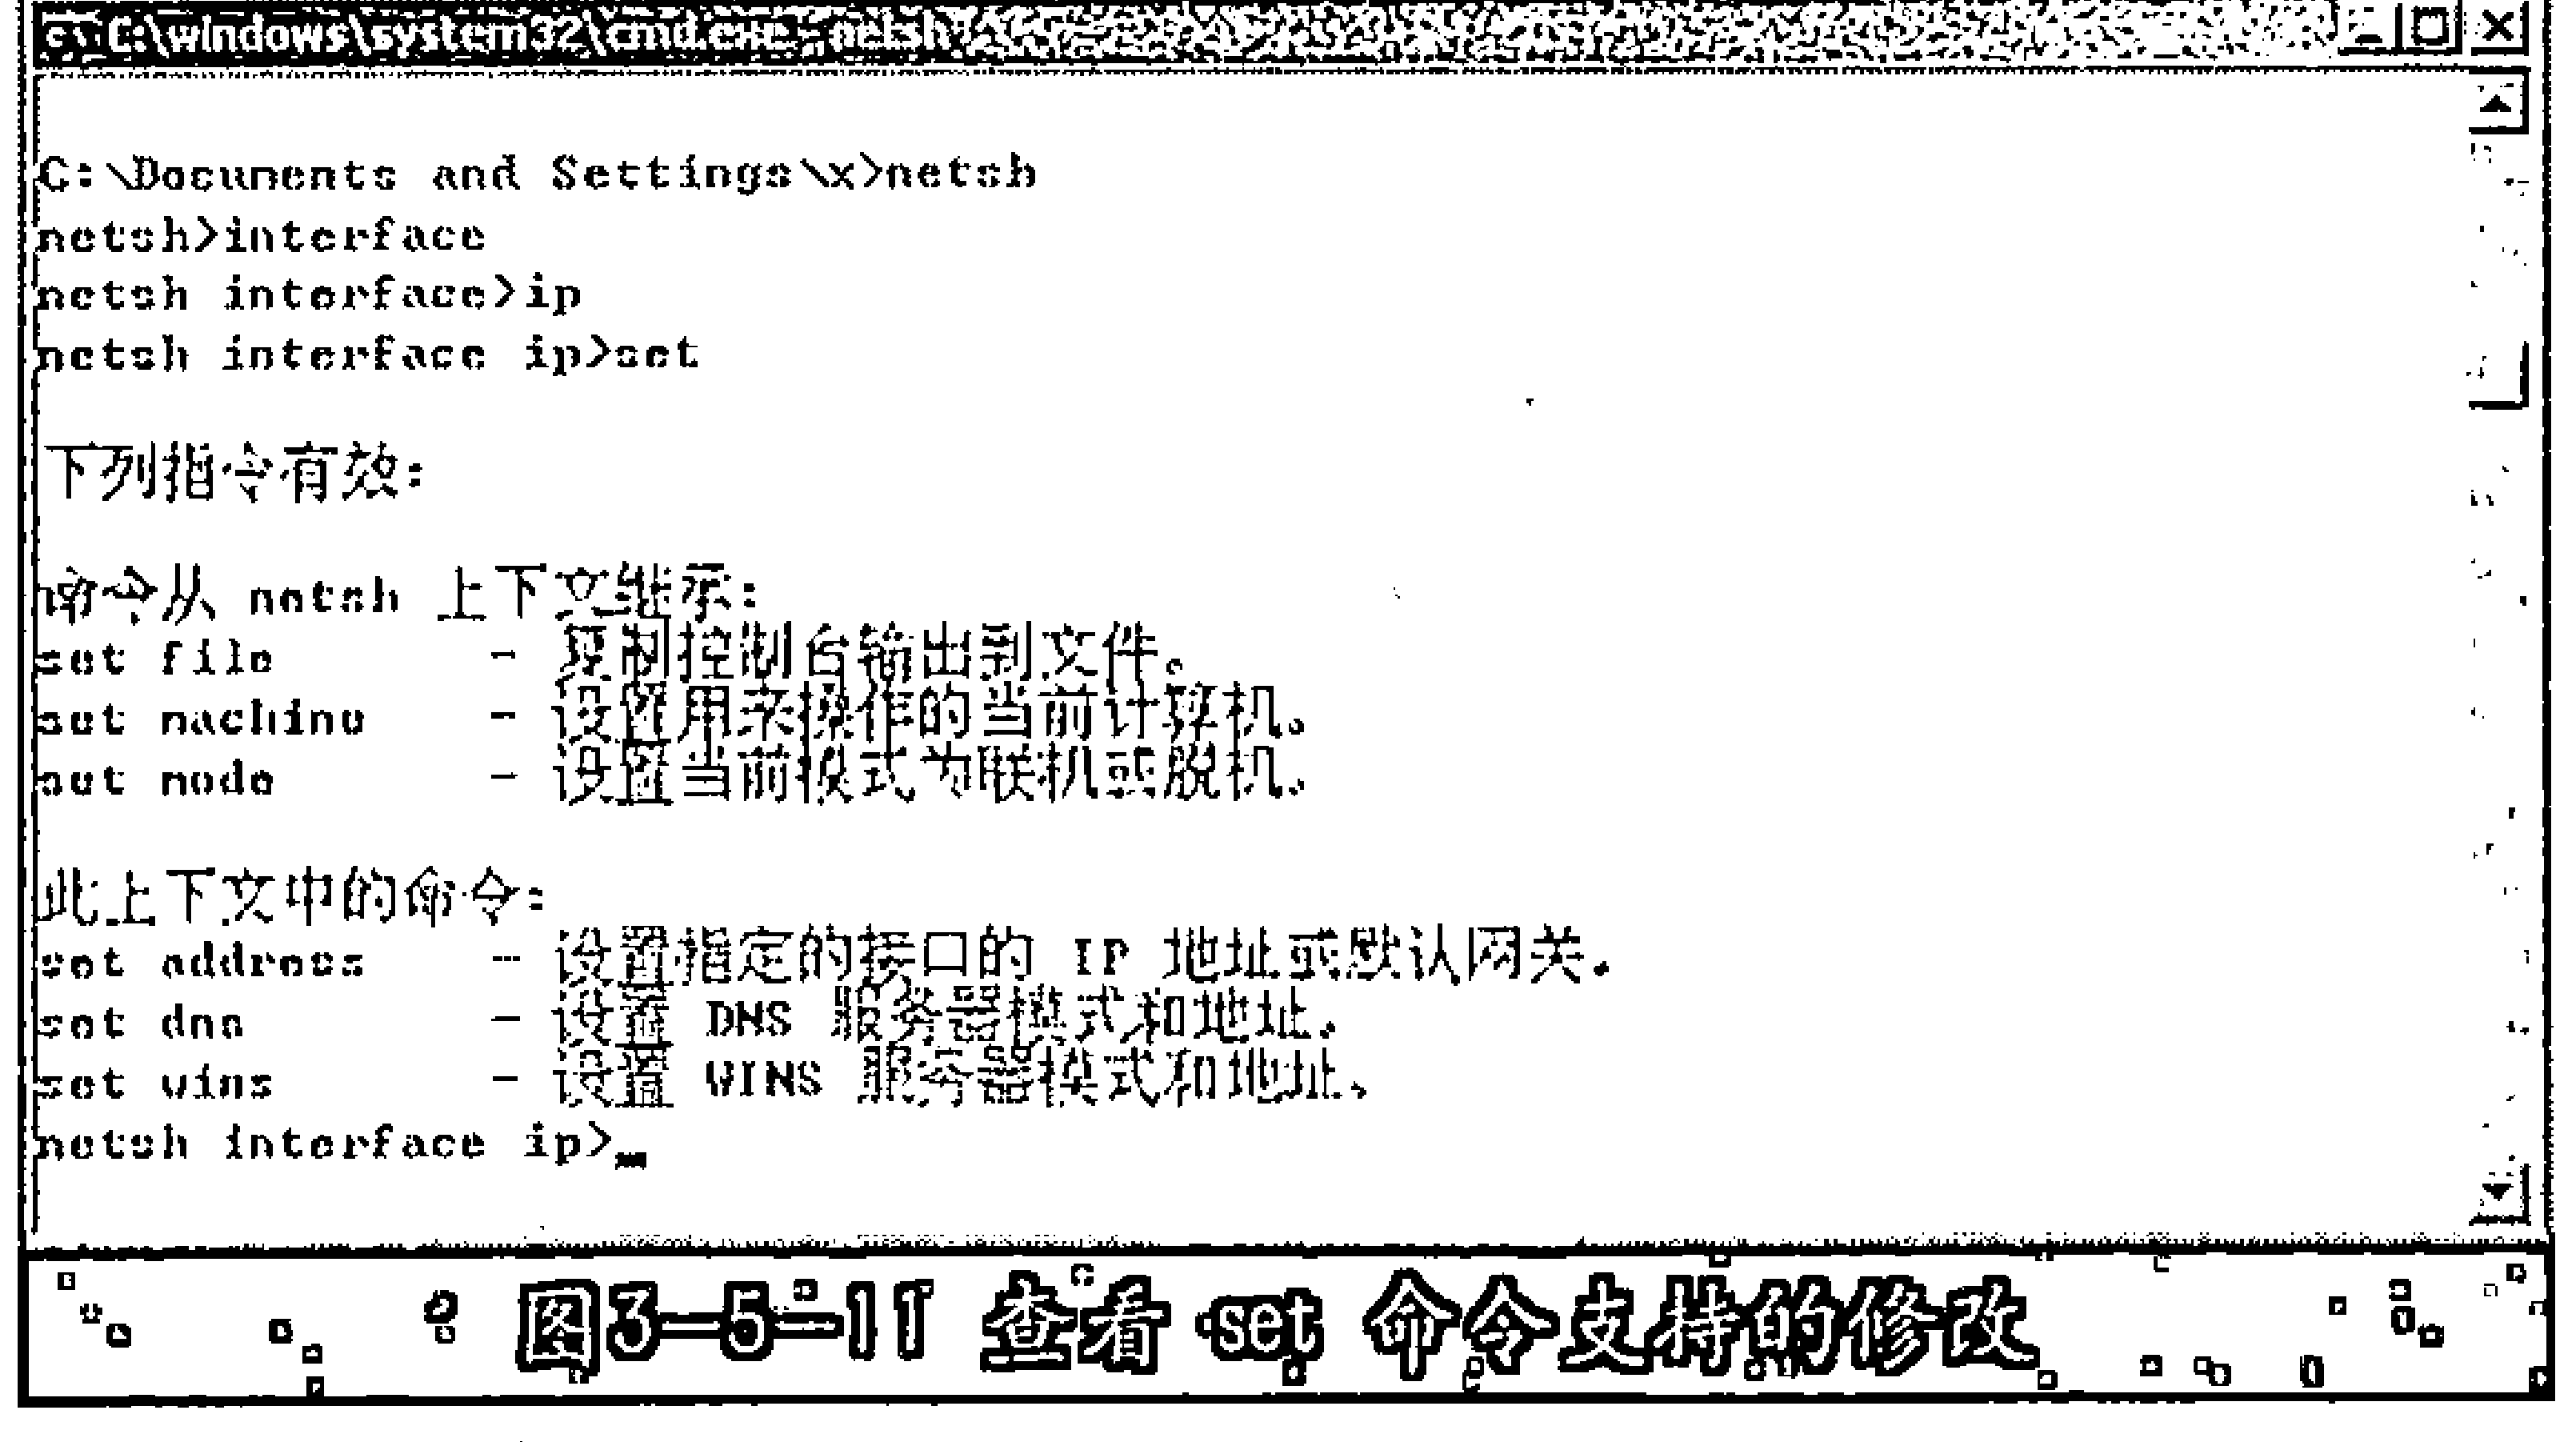 C:\windows\system32\cmd.exe - netsh
C:\Documents and Settings\x>netsh
netsh>interface
netsh interface>ip
netsh interface ip>set
下列指令有效:
命令从 netsh 上下文继承:
set file - 复制控制台输出到文件。
set machine - 设置用来操作的当前计算机。
set mode - 设置当前模式为联机或脱机。
此上下文中的命令:
set address - 设置指定的接口的 IP 地址或默认网关。
set dns - 设置 DNS 服务器模式和地址。
set wins - 设置 WINS 服务器模式和地址。
netsh interface ip>_
图3-5-11 查看 set 命令支持的修改